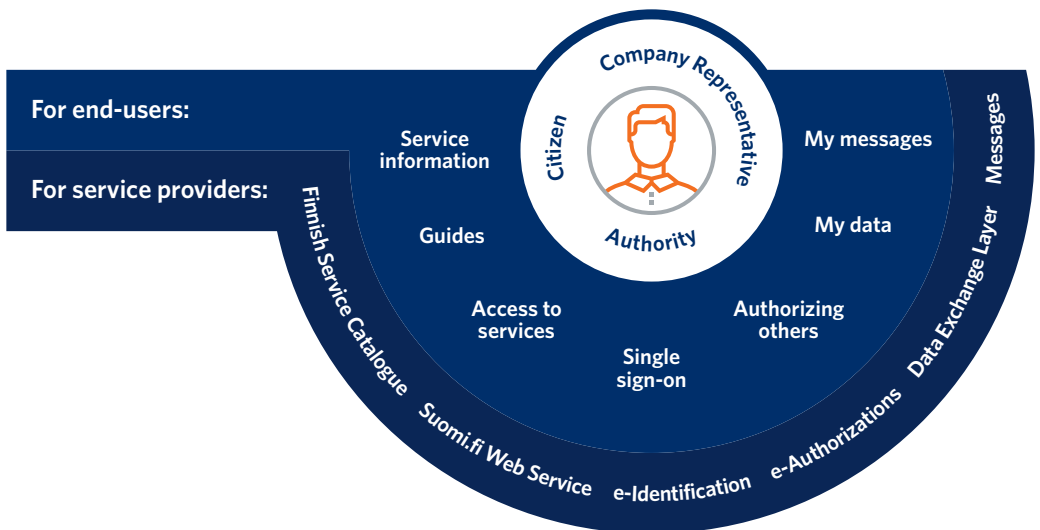 For end-users:
Citizen
Company Representative
Authority
Service
information
Guides
Access to
services
Single
sign-on
Authorizing
others
My data
My messages
For service providers:
Finnish Service Catalogue
Suomi.fi Web Service
e-Identification
e-Authorizations
Data Exchange Layer
Messages